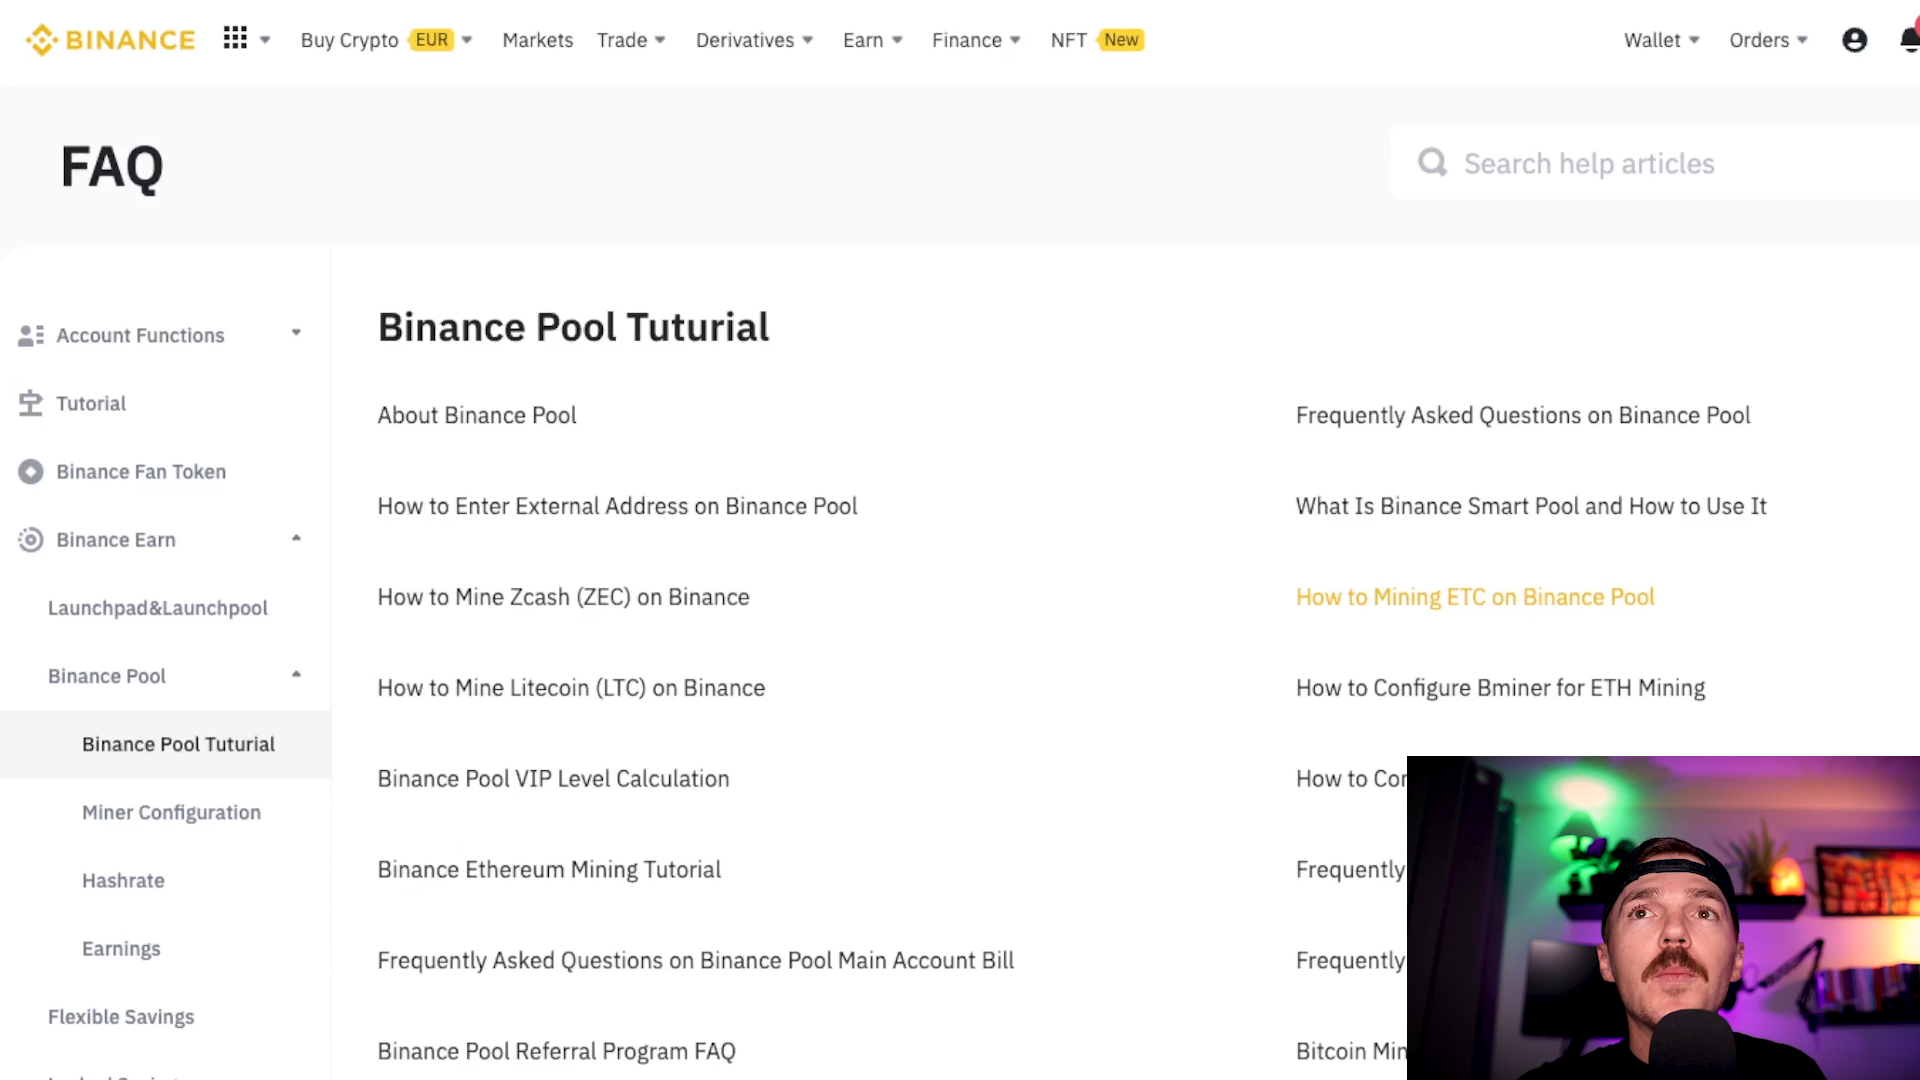 BINANCE
Buy Crypto EUR
Markets
Trade
Derivatives
Earn
Finance
NFT New
Wallet
Orders
FAQ
Search help articles
Account Functions
Tutorial
Binance Fan Token
Binance Earn
Launchpad&Launchpool
Binance Pool
Binance Pool Tuturial
Miner Configuration
Hashrate
Earnings
Flexible Savings
Binance Pool Tuturial
About Binance Pool
Frequently Asked Questions on Binance Pool
How to Enter External Address on Binance Pool
What Is Binance Smart Pool and How to Use It
How to Mine Zcash (ZEC) on Binance
How to Mining ETC on Binance Pool
How to Mine Litecoin (LTC) on Binance
How to Configure Bminer for ETH Mining
Binance Pool VIP Level Calculation
How to
Binance Ethereum Mining Tutorial
Frequently
Frequently Asked Questions on Binance Pool Main Account Bill
Frequently
Binance Pool Referral Program FAQ
Bitcoin